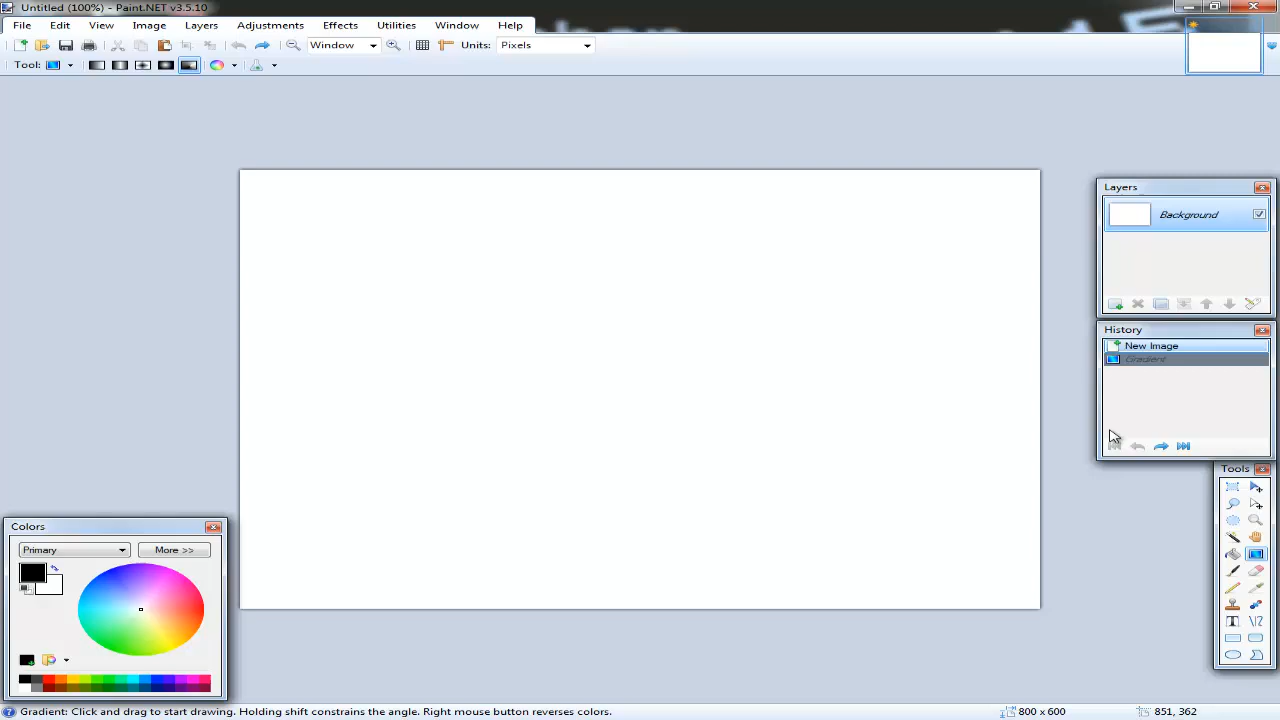 Untitled (100%) - Paint.NET v3.5.10
File Edit View Image Layers Adjustments Effects Utilities Window Help
Window Units: Pixels
Tool:
Layers
Background
History
New Image
Gradient
Tools
Colors
Primary More >>
Gradient: Click and drag to start drawing. Holding shift constrains the angle. Right mouse button reverses colors. 800 x 600 851, 362